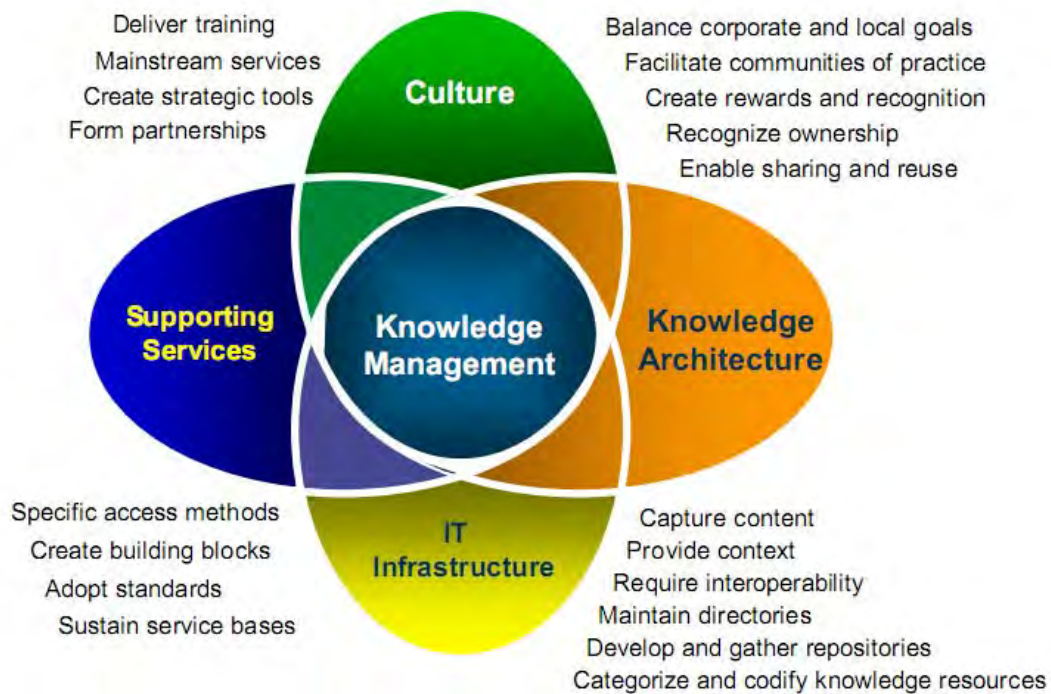 Deliver training
Mainstream services
Create strategic tools
Form partnerships
Culture
Balance corporate and local goals
Facilitate communities of practice
Create rewards and recognition
Recognize ownership
Enable sharing and reuse
Supporting
Services
Knowledge
Management
Knowledge
Architecture
Specific access methods
Create building blocks
Adopt standards
Sustain service bases
IT
Infrastructure
Capture content
Provide context
Require interoperability
Maintain directories
Develop and gather repositories
Categorize and codify knowledge resources